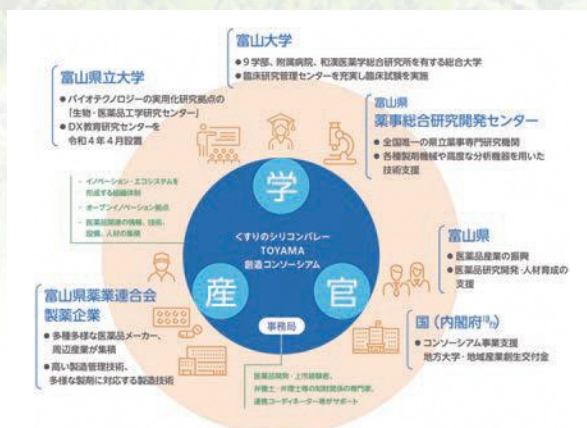 富山大学
●9学部、附属病院、和漢医薬学総合研究所を有する総合大学
●臨床研究管理センターを充実し臨床試験を実施
富山県立大学
●バイオテクノロジーの実用化研究拠点の
「生物・医薬品工学研究センター」
●DX教育研究センターを
令和4年4月設置
富山県
薬事総合研究開発センター
●全国唯一の県立薬事専門研究機関
●各種製剤機械や高度な分析機器を用いた
技術支援
- イノベーション・エコシステムを
形成する組織体制
- オープンイノベーション拠点
- 医薬品関連の情報、技術、
設備、人材の集積
学
くすりのシリコンバレー
TOYAMA
創造コンソーシアム
産
官
事務局
富山県
●医薬品産業の振興
●医薬品研究開発・人材育成の
支援
富山県薬業連合会
製薬企業
●多種多様な医薬品メーカー、
周辺産業が集積
●高い製造管理技術、
多様な製剤に対応する製造技術
国(内閣府)
●コンソーシアム事業支援
地方大学・地域産業創生交付金
医薬品開発・上市経験者、
弁護士・弁理士等の知財関係の専門家、
連携コーディネーター等がサポート